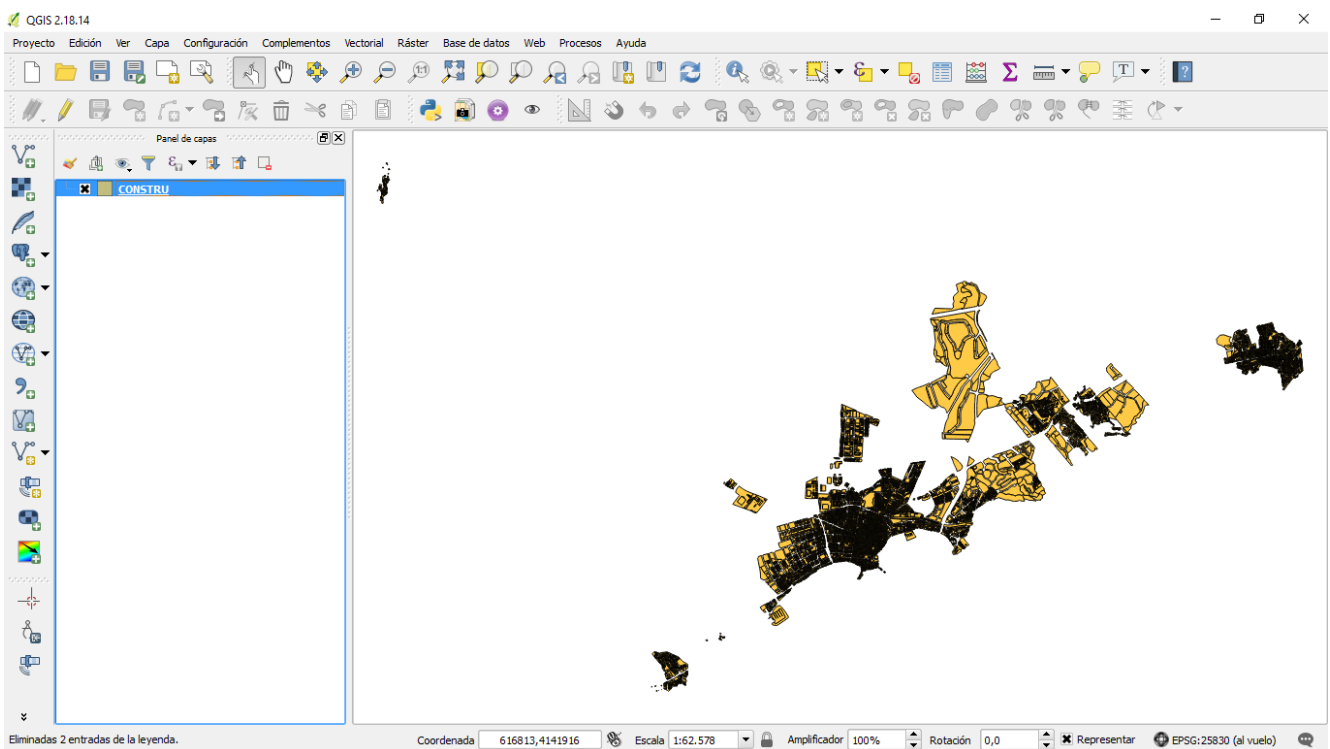 QGIS 2.18.14
Proyecto Edición Ver Capa Configuración Complementos Vectorial Ráster Base de datos Web Procesos Ayuda
Panel de capas
CONSTRU
Eliminadas 2 entradas de la leyenda.
Coordenada 616813,4141916 Escala 1:62.578 Amplificador 100% Rotación 0,0 Representar EPSG:25830 (al vuelo)